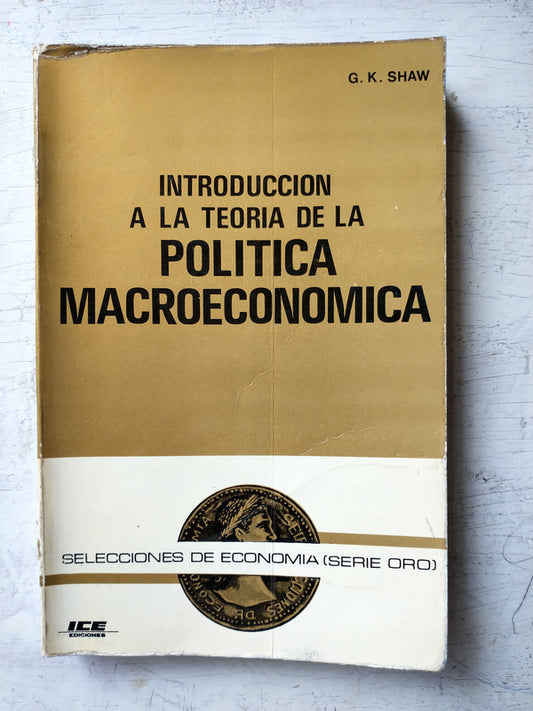 G. K. SHAW
INTRODUCCION
A LA TEORIA DE LA
POLITICA
MACROECONOMICA
SELECCIONES DE ECONOMIA (SERIE ORO)
ICE
EDICIONES